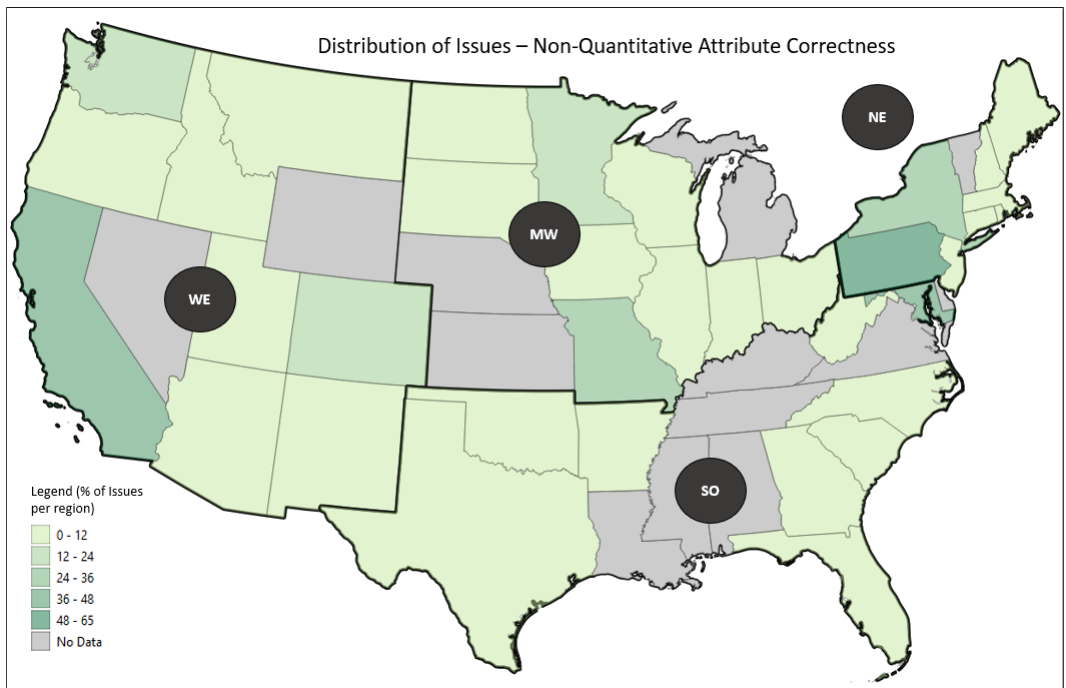 Distribution of Issues – Non-Quantitative Attribute Correctness
NE
MW
WE
SO
Legend (% of Issues
per region)
0 - 12
12 - 24
24 - 36
36 - 48
48 - 65
No Data